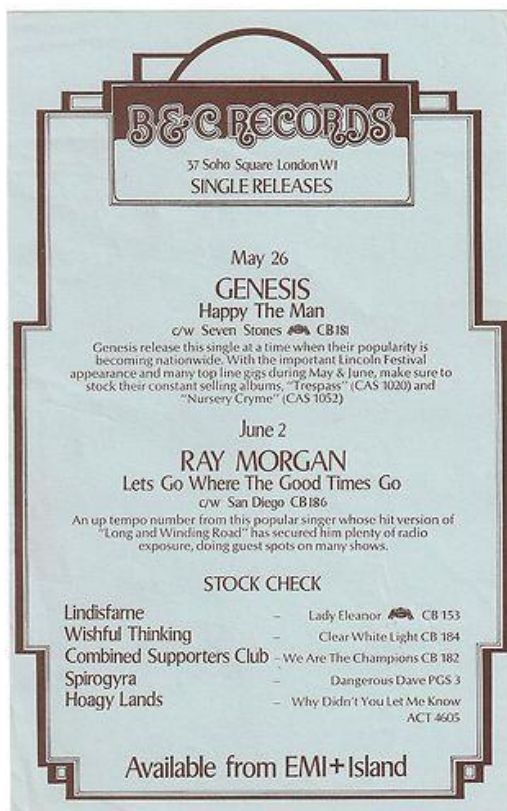 B&C RECORDS
37 Soho Square London W1
SINGLE RELEASES
May 26
GENESIS
Happy The Man
c/w Seven Stones CB 181
Genesis release this single at a time when their popularity is
becoming nationwide. With the important Lincoln Festival
appearance and many top line gigs during May & June, make sure to
stock their constant selling albums, "Trespass" (CAS 1020) and
"Nursery Cryme" (CAS 1052)
June 2
RAY MORGAN
Lets Go Where The Good Times Go
c/w San Diego CB186
An up tempo number from this popular singer whose hit version of
"Long and Winding Road" has secured him plenty of radio
exposure, doing guest spots on many shows.
STOCK CHECK
Lindisfarne – Lady Eleanor CB 153
Wishful Thinking – Clear White Light CB 184
Combined Supporters Club – We Are The Champions CB 182
Spirogyra – Dangerous Dave PGS 3
Hoagy Lands – Why Didn't You Let Me Know
ACT 4605
Available from EMI+Island